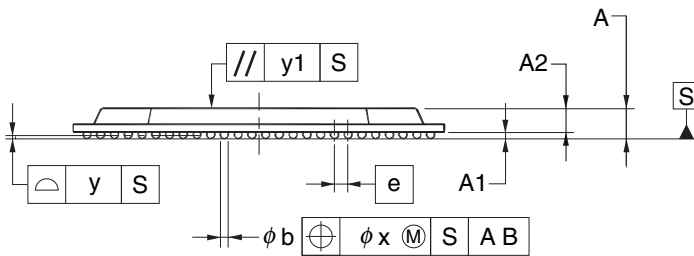 A
// y1 S
A2
S
⌓ y S
e
A1
φ b ⌖ φ x Ⓜ S A B